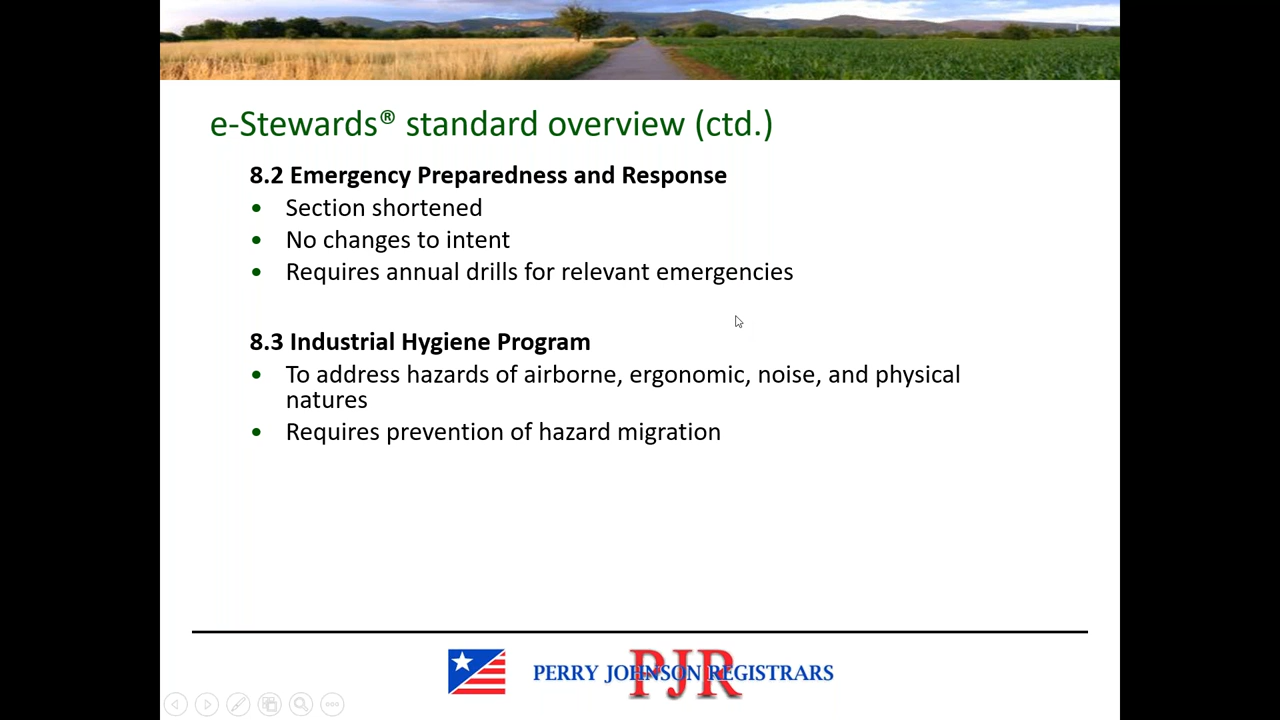 e-Stewards® standard overview (ctd.)
8.2 Emergency Preparedness and Response
• Section shortened
• No changes to intent
• Requires annual drills for relevant emergencies
8.3 Industrial Hygiene Program
• To address hazards of airborne, ergonomic, noise, and physical
natures
• Requires prevention of hazard migration
PJR
PERRY JOHNSON REGISTRARS